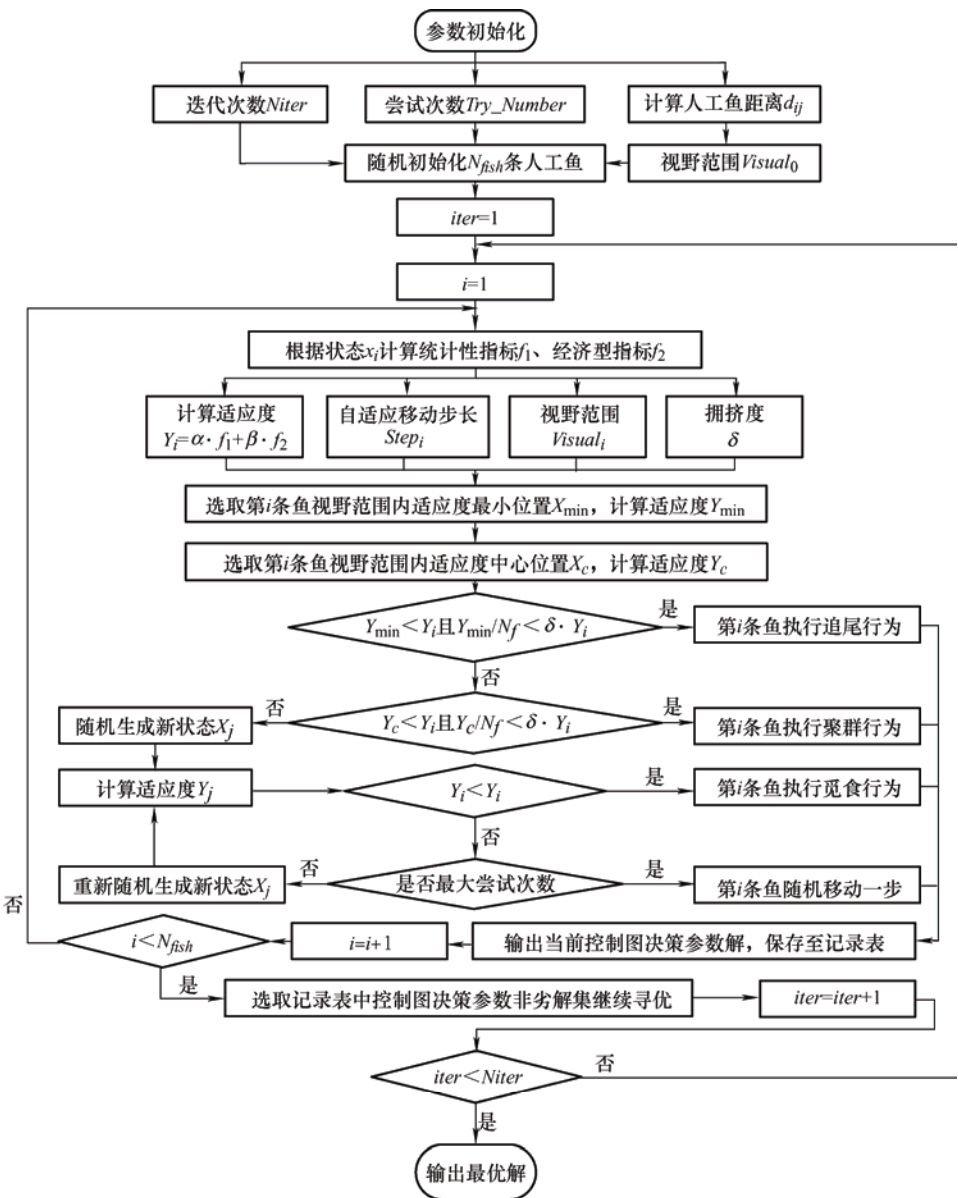 参数初始化
迭代次数Niter
尝试次数Try_Number
计算人工鱼距离dij
随机初始化Nfish条人工鱼
视野范围Visual0
iter=1
i=1
根据状态xi计算统计性指标f1、经济型指标f2
计算适应度
Yi=α· f1+β· f2
自适应移动步长
Stepi
视野范围
Visuali
拥挤度
δ
选取第i条鱼视野范围内适应度最小位置Xmin，计算适应度Ymin
选取第i条鱼视野范围内适应度中心位置Xc，计算适应度Yc
Ymin＜Yi且Ymin/Nf＜δ· Yi
是
第i条鱼执行追尾行为
否
随机生成新状态Xj
否
Yc＜Yi且Yc/Nf＜δ· Yi
是
第i条鱼执行聚群行为
计算适应度Yj
Yi＜Yi
是
第i条鱼执行觅食行为
否
重新随机生成新状态Xj
否
是否最大尝试次数
是
第i条鱼随机移动一步
否
i＜Nfish
i=i+1
输出当前控制图决策参数解，保存至记录表
是
选取记录表中控制图决策参数非劣解集继续寻优
iter=iter+1
iter＜Niter
否
是
输出最优解